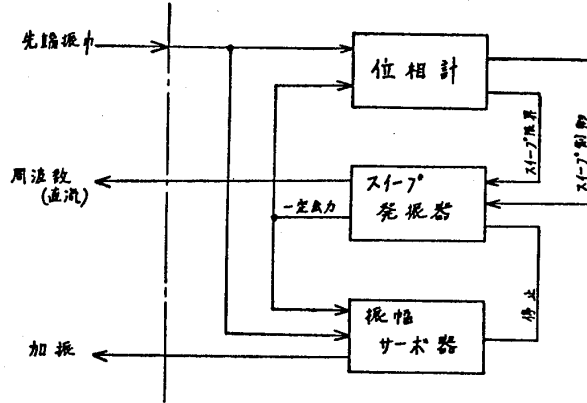 先端振巾
位相計
スイープ限界
スイープ制動
周波数
(直流)
スイープ
発振器
一定出力
停止
振幅
サーボ器
加振